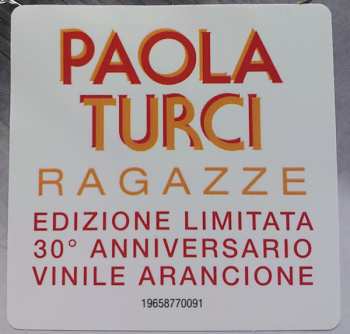 PAOLA
TURCI
RAGAZZE
EDIZIONE LIMITATA
30° ANNIVERSARIO
VINILE ARANCIONE
19658770091